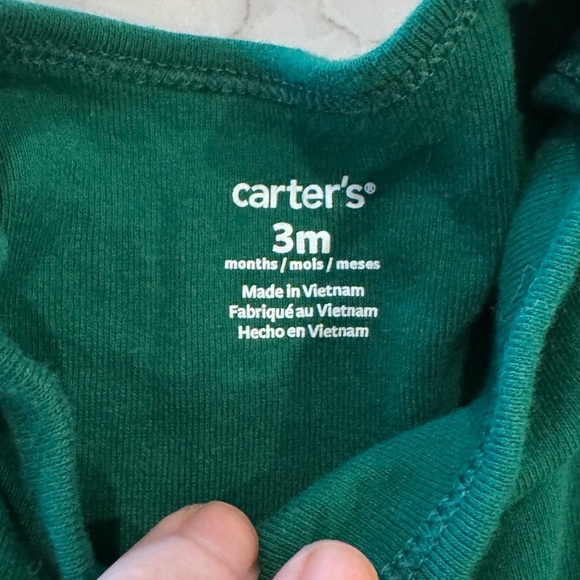 carter's®
3m
months / mois / meses
Made in Vietnam
Fabriqué au Vietnam
Hecho en Vietnam